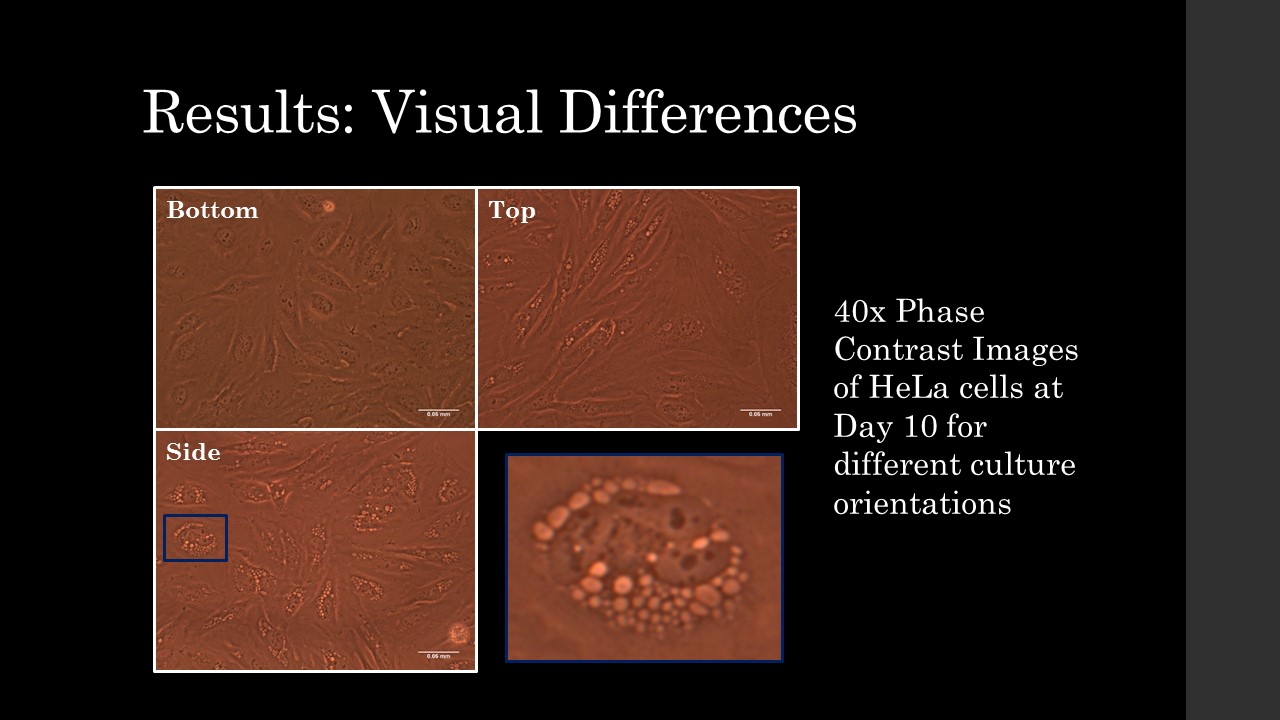 Results: Visual Differences
Bottom
Top
0.05 mm
0.05 mm
Side
0.05 mm
40x Phase
Contrast Images
of HeLa cells at
Day 10 for
different culture
orientations